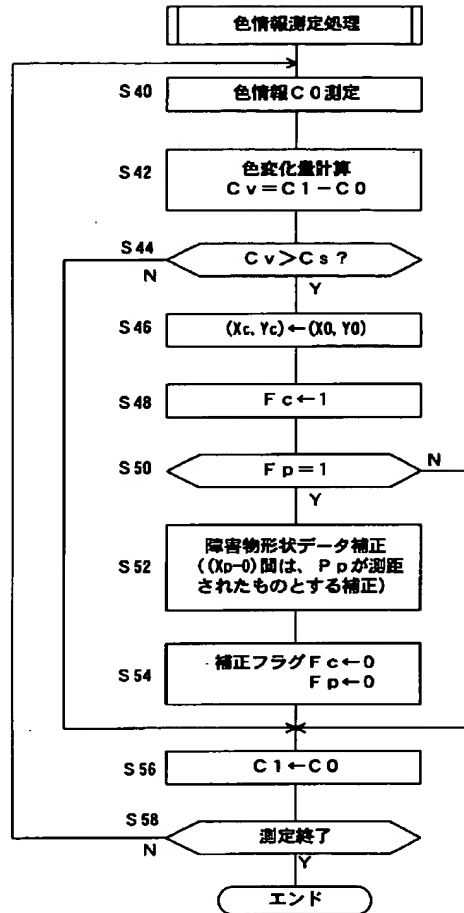 色情報測定処理
S40
色情報C0測定
S42
色変化量計算
Cv=C1-C0
S44
Cv>Cs?
N
Y
S46
(Xc, Yc)←(X0, Y0)
S48
Fc←1
S50
Fp=1
N
Y
S52
障害物形状データ補正
((Xp-0)間は、Ppが測距
されたものとする補正)
S54
補正フラグFc←0
Fp←0
S56
C1←C0
S58
測定終了
N
Y
エンド